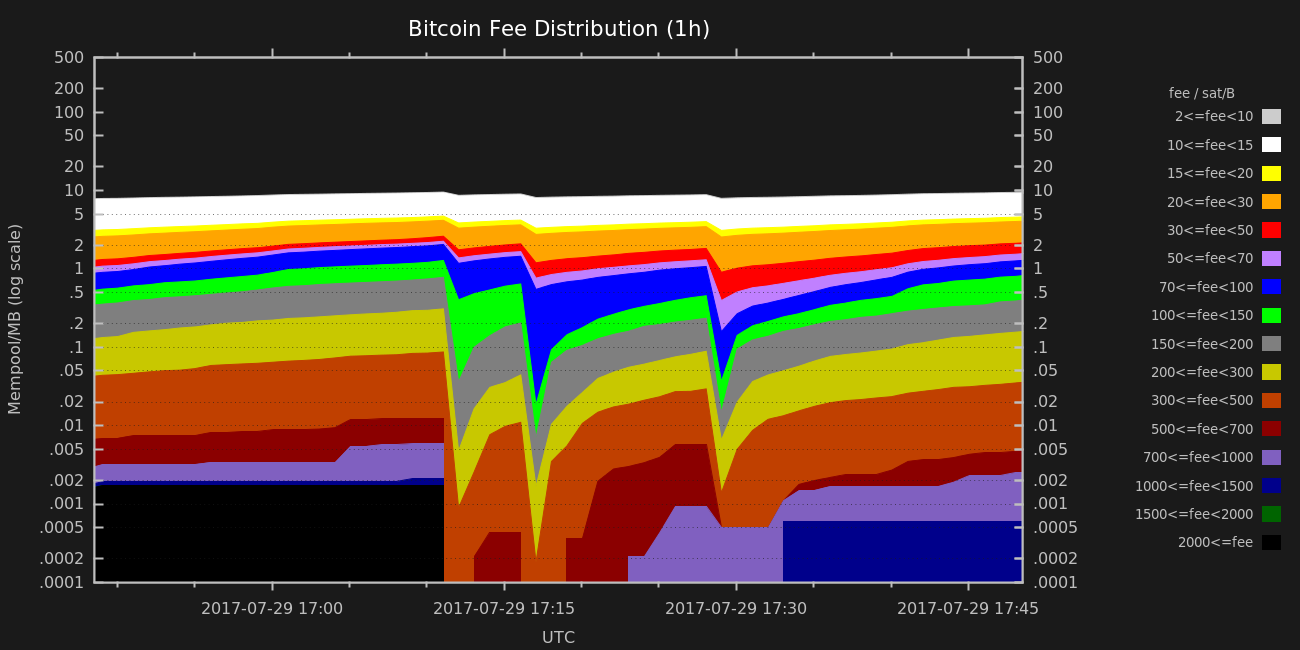 Bitcoin Fee Distribution (1h)
500 500
200 200
100 100
50 50
20 20
10 10
5 5
2 2
1 1
.5 .5
.2 .2
.1 .1
.05 .05
.02 .02
.01 .01
.005 .005
.002 .002
.001 .001
.0005 .0005
.0002 .0002
.0001 .0001
Mempool/MB (log scale)
2017-07-29 17:00 2017-07-29 17:15 2017-07-29 17:30 2017-07-29 17:45
UTC
fee / sat/B
2<=fee<10
10<=fee<15
15<=fee<20
20<=fee<30
30<=fee<50
50<=fee<70
70<=fee<100
100<=fee<150
150<=fee<200
200<=fee<300
300<=fee<500
500<=fee<700
700<=fee<1000
1000<=fee<1500
1500<=fee<2000
2000<=fee